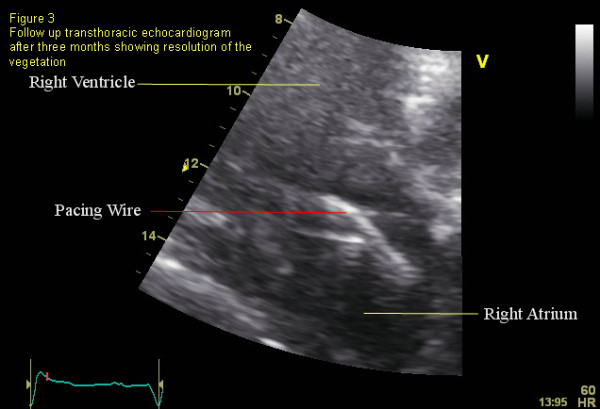 Figure 3
Follow up transthoracic echocardiogram
after three months showing resolution of the
vegetation
8
V
Right Ventricle
10
12
Pacing Wire
14
Right Atrium
60
13:95 HR